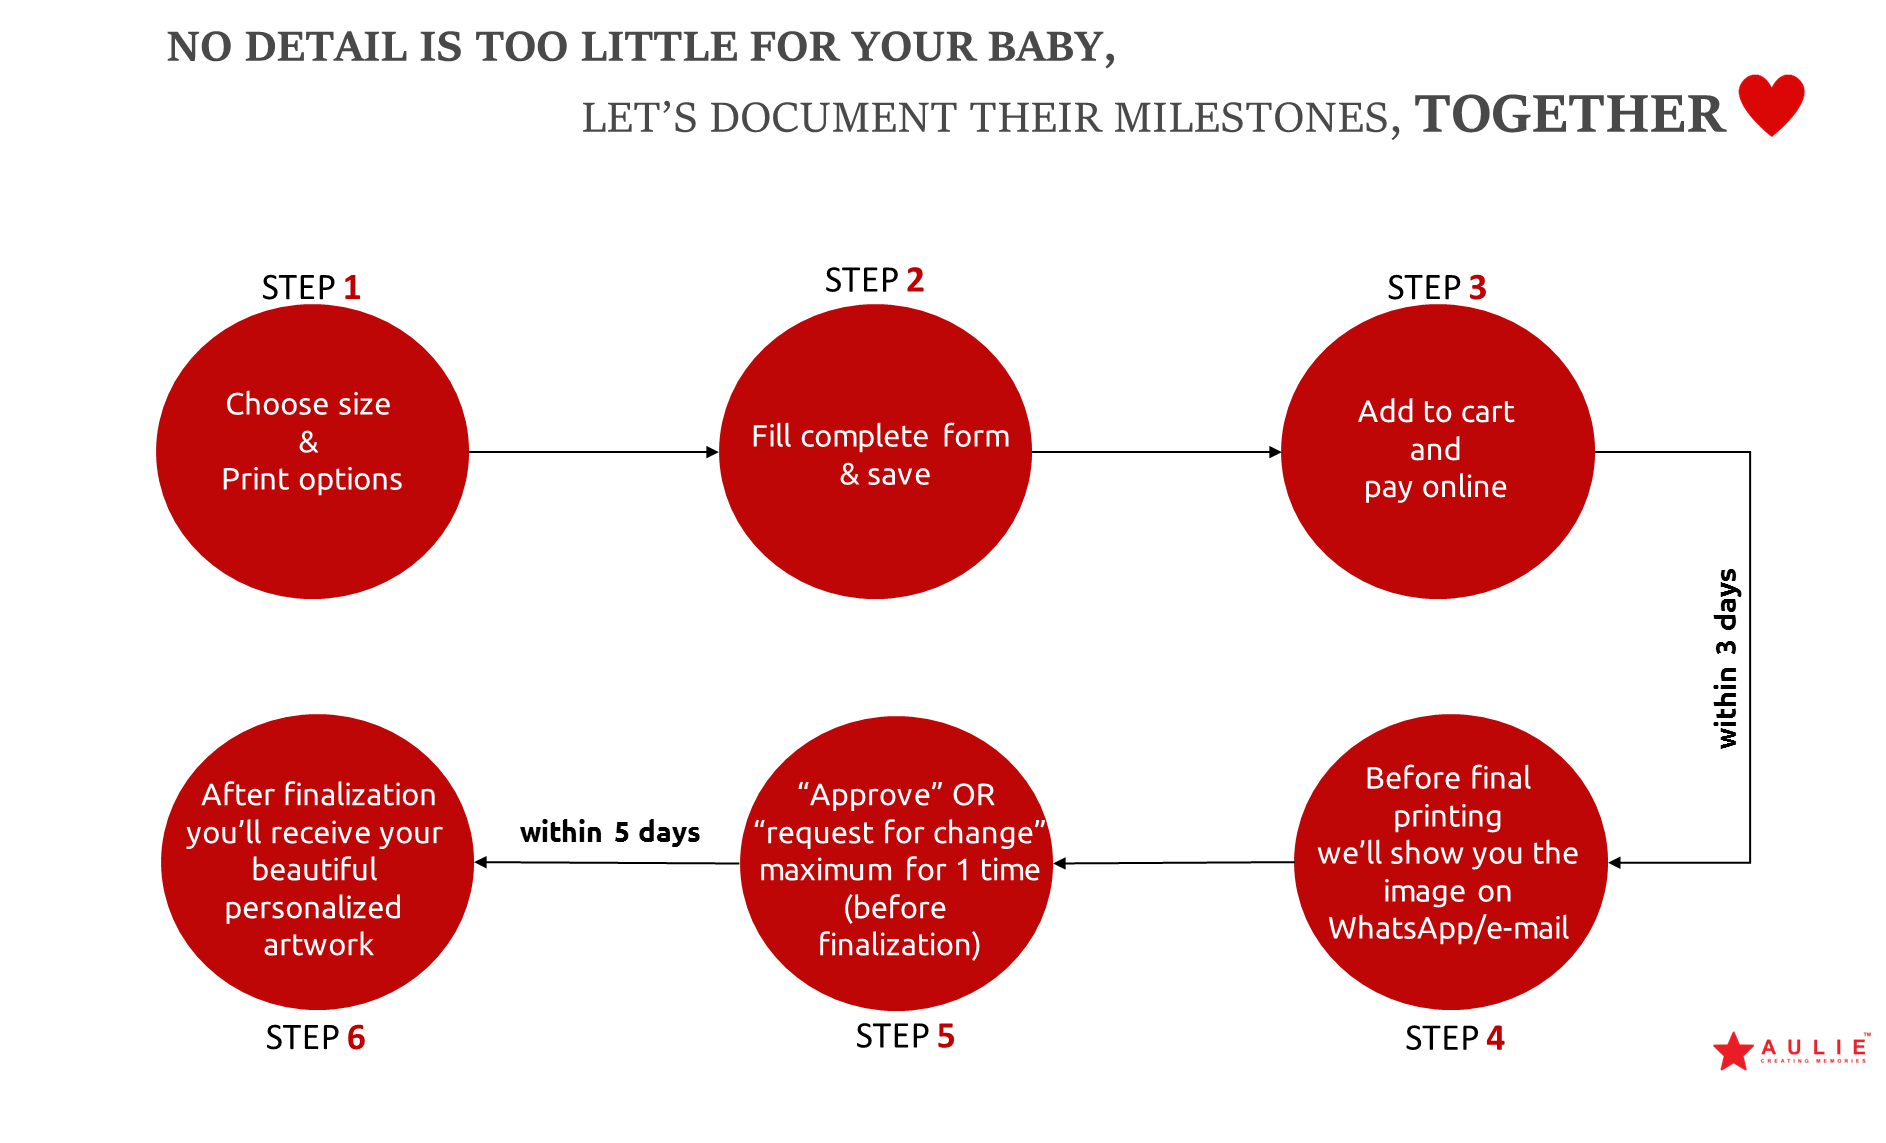 NO DETAIL IS TOO LITTLE FOR YOUR BABY,
LET’S DOCUMENT THEIR MILESTONES, TOGETHER
STEP 1
Choose size
&
Print options
STEP 2
Fill complete form
& save
STEP 3
Add to cart
and
pay online
within 3 days
Before final
printing
we’ll show you the
image on
WhatsApp/e-mail
STEP 4
“Approve” OR
“request for change”
maximum for 1 time
(before
finalization)
STEP 5
within 5 days
After finalization
you’ll receive your
beautiful
personalized
artwork
STEP 6
AULIE™
CREATING MEMORIES